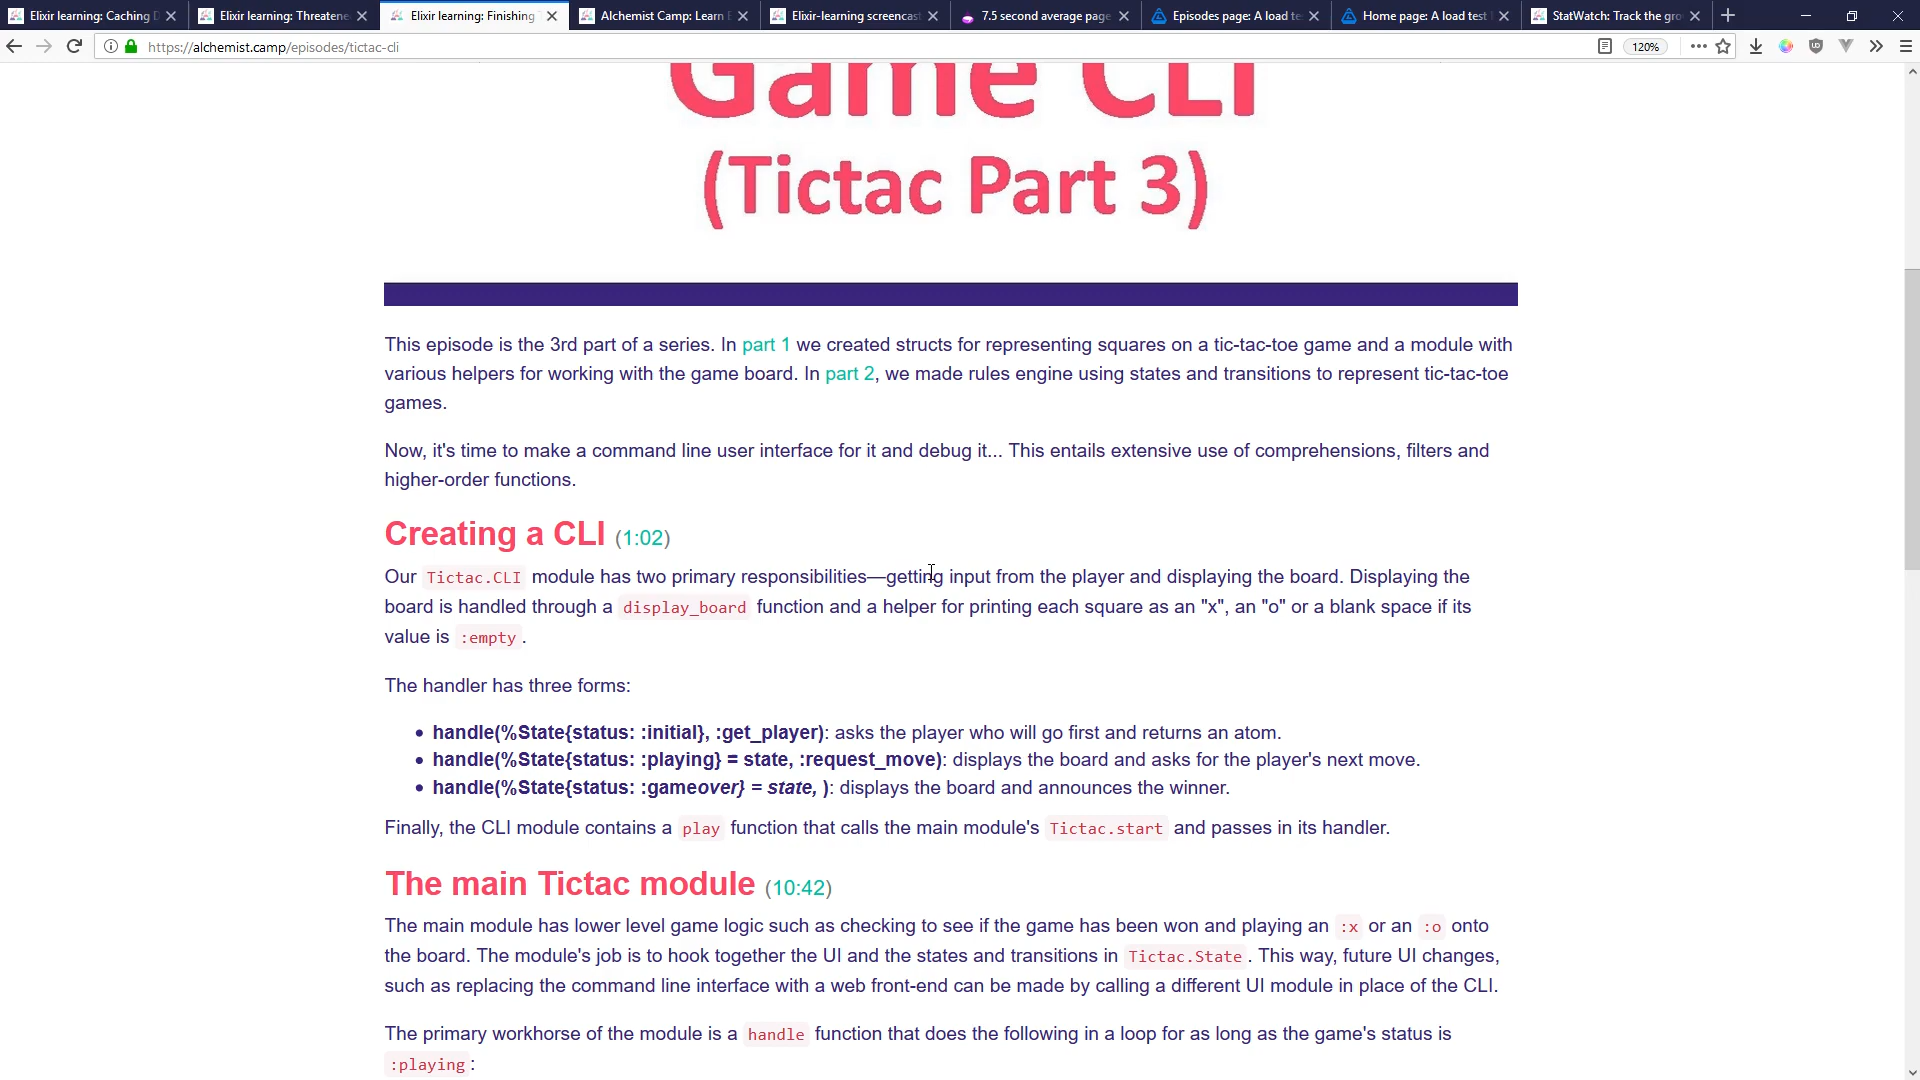 Elixir learning: Caching D
Elixir learning: Threatene
Elixir learning: Finishing
Alchemist Camp: Learn E
Elixir-learning screencas
7.5 second average page
Episodes page: A load te
Home page: A load test
StatWatch: Track the gro
https://alchemist.camp/episodes/tictac-cli
120%
Game CLI
(Tictac Part 3)
This episode is the 3rd part of a series. In part 1 we created structs for representing squares on a tic-tac-toe game and a module with
various helpers for working with the game board. In part 2, we made rules engine using states and transitions to represent tic-tac-toe
games.
Now, it's time to make a command line user interface for it and debug it... This entails extensive use of comprehensions, filters and
higher-order functions.
Creating a CLI (1:02)
Our Tictac.CLI module has two primary responsibilities—getting input from the player and displaying the board. Displaying the
board is handled through a display_board function and a helper for printing each square as an "x", an "o" or a blank space if its
value is :empty.
The handler has three forms:
• handle(%State{status: :initial}, :get_player): asks the player who will go first and returns an atom.
• handle(%State{status: :playing} = state, :request_move): displays the board and asks for the player's next move.
• handle(%State{status: :gameover} = state, ): displays the board and announces the winner.
Finally, the CLI module contains a play function that calls the main module's Tictac.start and passes in its handler.
The main Tictac module (10:42)
The main module has lower level game logic such as checking to see if the game has been won and playing an :x or an :o onto
the board. The module's job is to hook together the UI and the states and transitions in Tictac.State. This way, future UI changes,
such as replacing the command line interface with a web front-end can be made by calling a different UI module in place of the CLI.
The primary workhorse of the module is a handle function that does the following in a loop for as long as the game's status is
:playing: